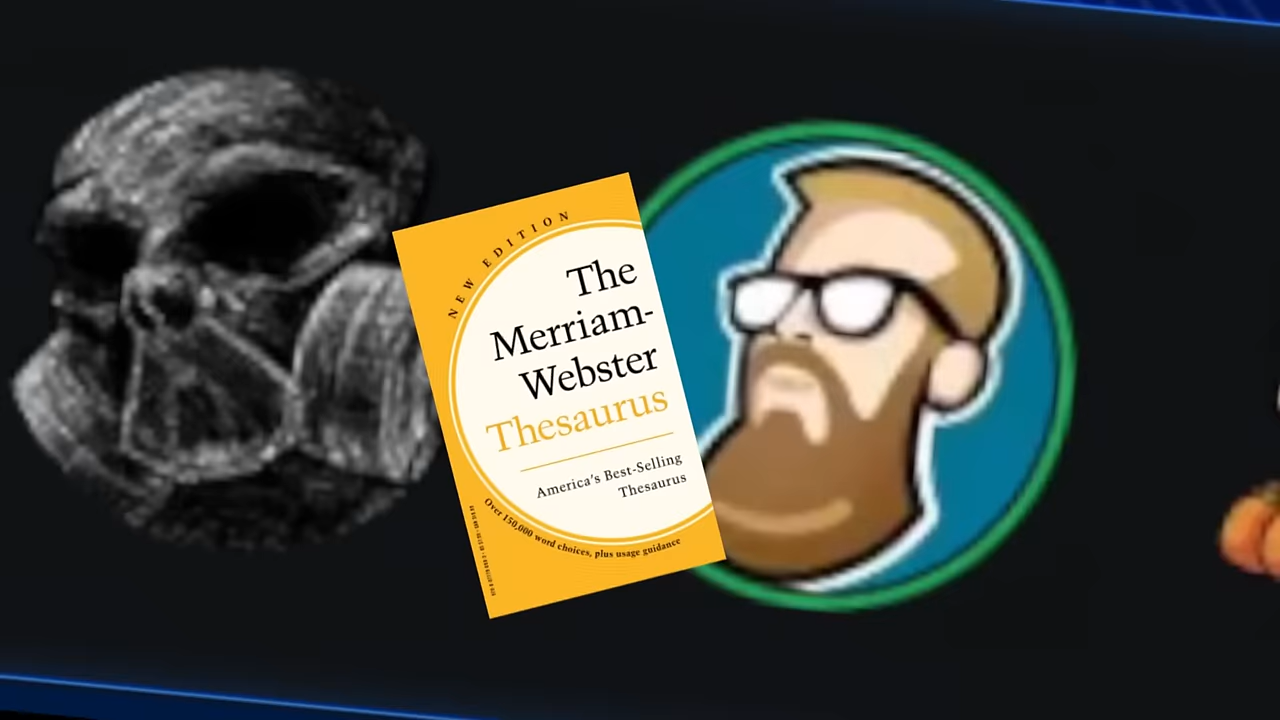 NEW EDITION
The
Merriam-
Webster
Thesaurus
America's Best-Selling
Thesaurus
Over 150,000 word choices, plus usage guidance